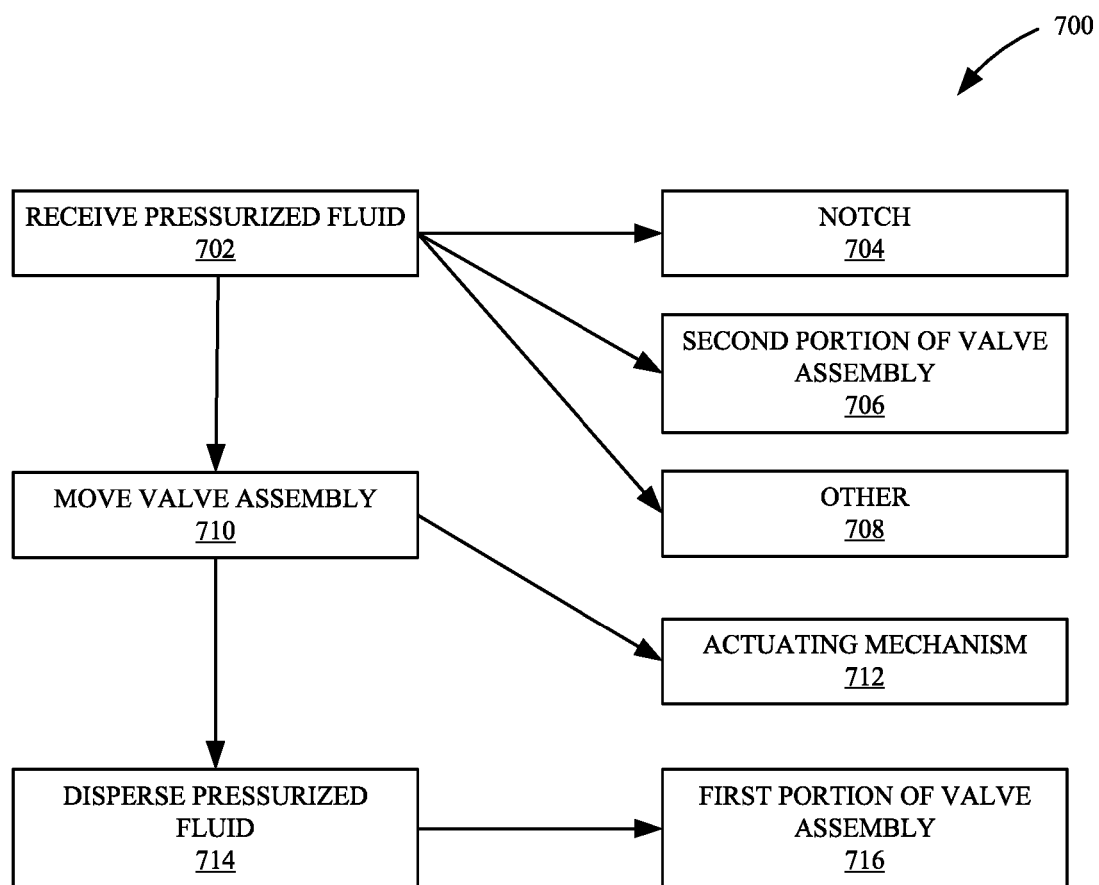 700
RECEIVE PRESSURIZED FLUID
702
NOTCH
704
SECOND PORTION OF VALVE
ASSEMBLY
706
MOVE VALVE ASSEMBLY
710
OTHER
708
ACTUATING MECHANISM
712
DISPERSE PRESSURIZED
FLUID
714
FIRST PORTION OF VALVE
ASSEMBLY
716